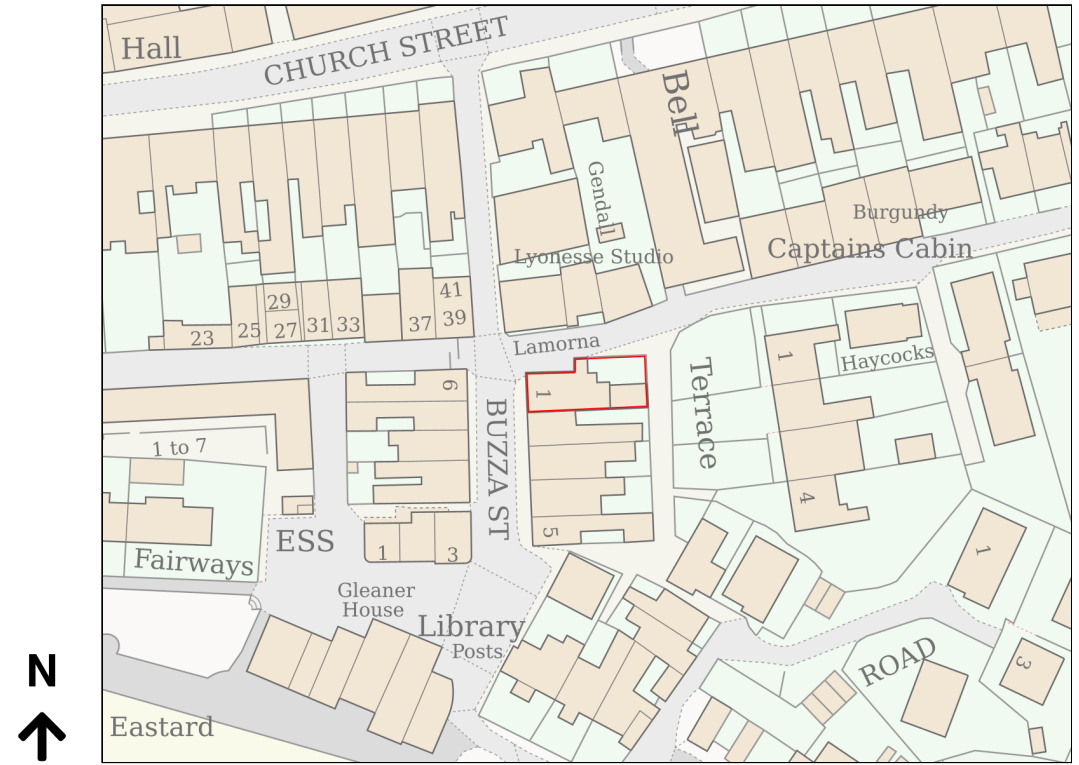 Hall
CHURCH STREET
Bell
Gendall
Burgundy
Captains Cabin
Lyonesse Studio
41
29
31
33
37
39
23
25
27
Lamorna
1
Haycocks
Terrace
6
1
BUZZA ST
1 to 7
4
5
ESS
1
3
1
Fairways
Gleaner
House
Library
Posts
ROAD
3
N
Eastard